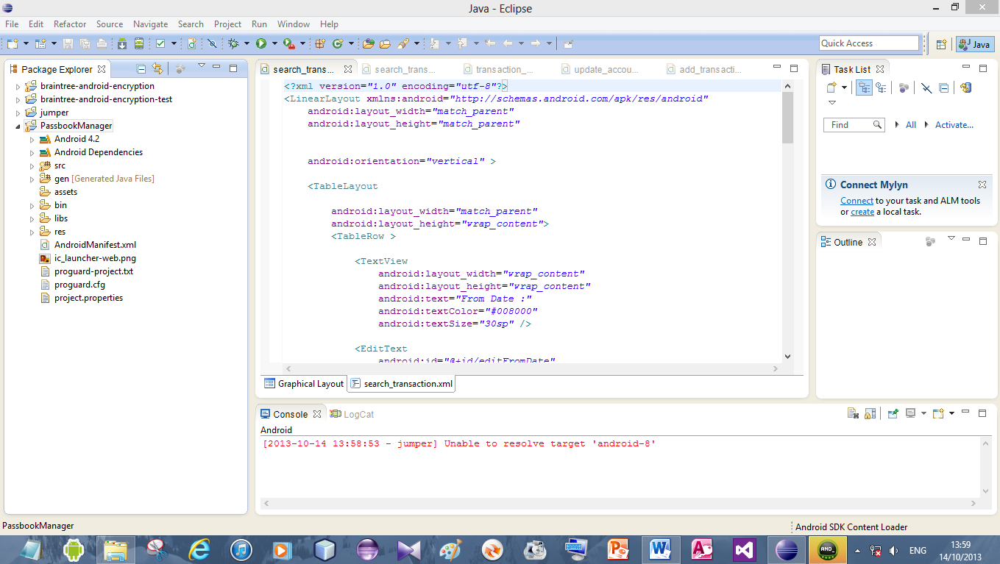 Java - Eclipse
File Edit Refactor Source Navigate Search Project Run Window Help
Quick Access
Java
Package Explorer
braintree-android-encryption
braintree-android-encryption-test
jumper
PassbookManager
Android 4.2
Android Dependencies
src
gen [Generated Java Files]
assets
bin
libs
res
AndroidManifest.xml
ic_launcher-web.png
proguard-project.txt
proguard.cfg
project.properties
search_trans... search_trans... transaction_... update_accou... add_transacti...
<?xml version="1.0" encoding="utf-8"?>
<LinearLayout xmlns:android="http://schemas.android.com/apk/res/android"
android:layout_width="match_parent"
android:layout_height="match_parent"
android:orientation="vertical" >
<TableLayout
android:layout_width="match_parent"
android:layout_height="wrap_content">
<TableRow >
<TextView
android:layout_width="wrap_content"
android:layout_height="wrap_content"
android:text="From Date :"
android:textColor="#008000"
android:textSize="30sp" />
<EditText
android:id="@+id/editFromDate"
Graphical Layout search_transaction.xml
Task List
Find All Activate...
Connect Mylyn
Connect to your task and ALM tools
or create a local task.
Outline
Console LogCat
Android
[2013-10-14 13:58:53 - jumper] Unable to resolve target 'android-8'
PassbookManager
Android SDK Content Loader
AND
ENG
13:59
14/10/2013